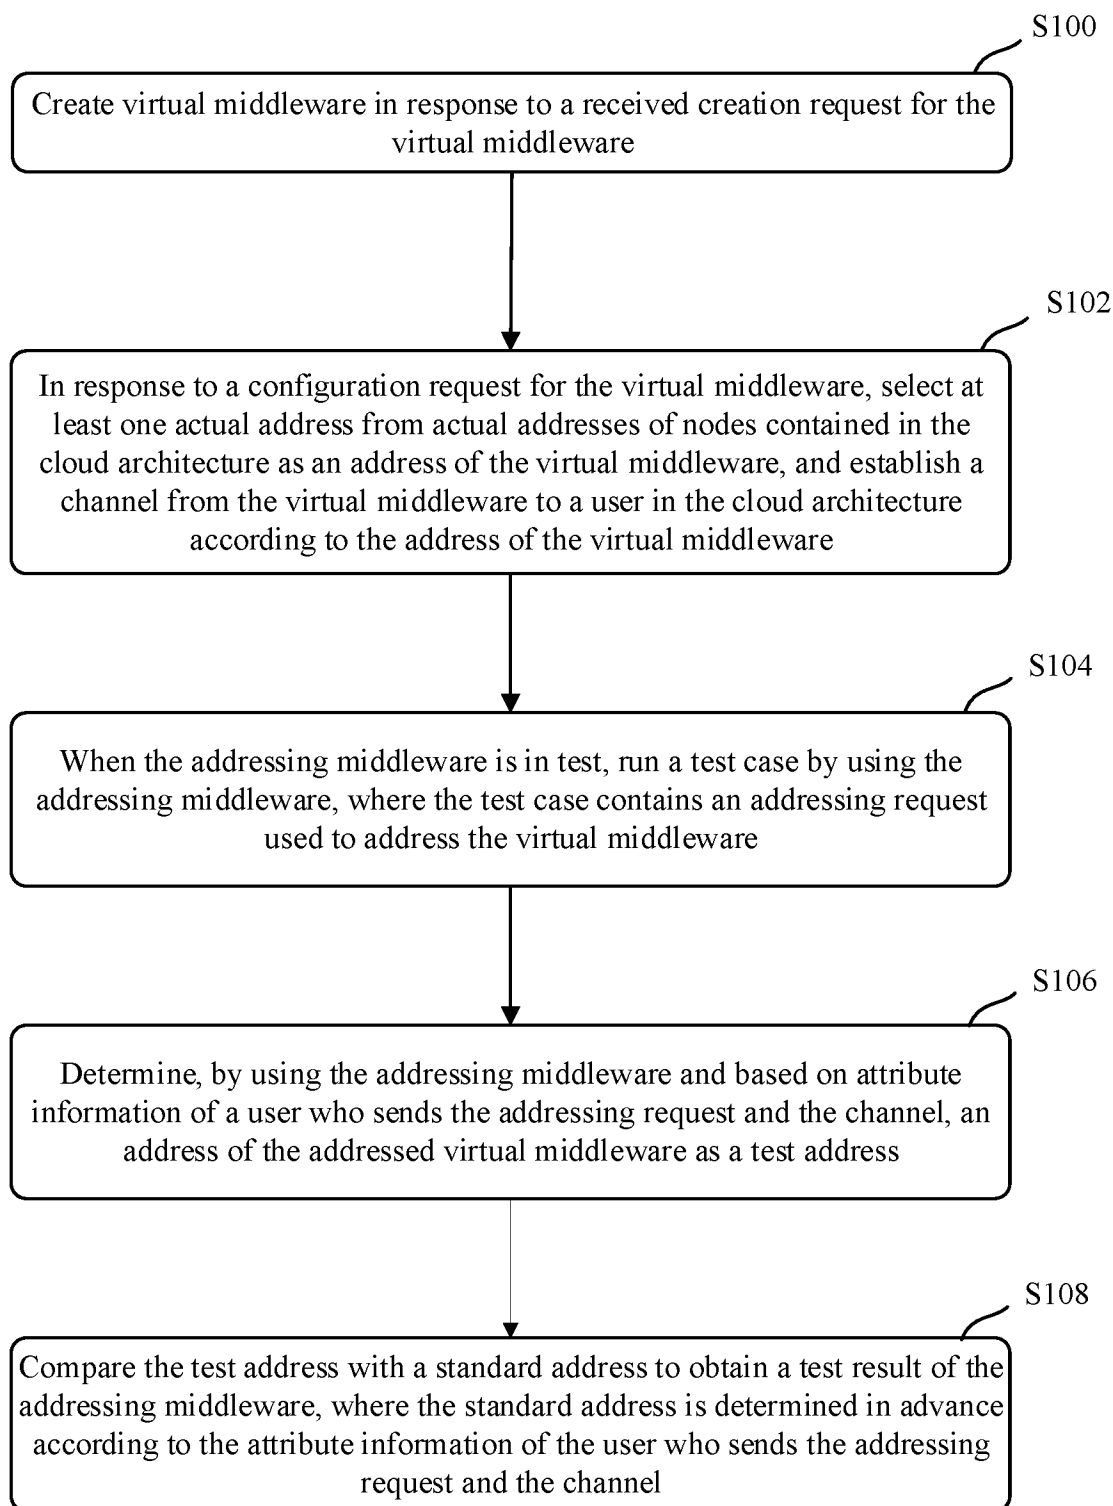 S100
Create virtual middleware in response to a received creation request for the
virtual middleware
S102
In response to a configuration request for the virtual middleware, select at
least one actual address from actual addresses of nodes contained in the
cloud architecture as an address of the virtual middleware, and establish a
channel from the virtual middleware to a user in the cloud architecture
according to the address of the virtual middleware
S104
When the addressing middleware is in test, run a test case by using the
addressing middleware, where the test case contains an addressing request
used to address the virtual middleware
S106
Determine, by using the addressing middleware and based on attribute
information of a user who sends the addressing request and the channel, an
address of the addressed virtual middleware as a test address
S108
Compare the test address with a standard address to obtain a test result of the
addressing middleware, where the standard address is determined in advance
according to the attribute information of the user who sends the addressing
request and the channel